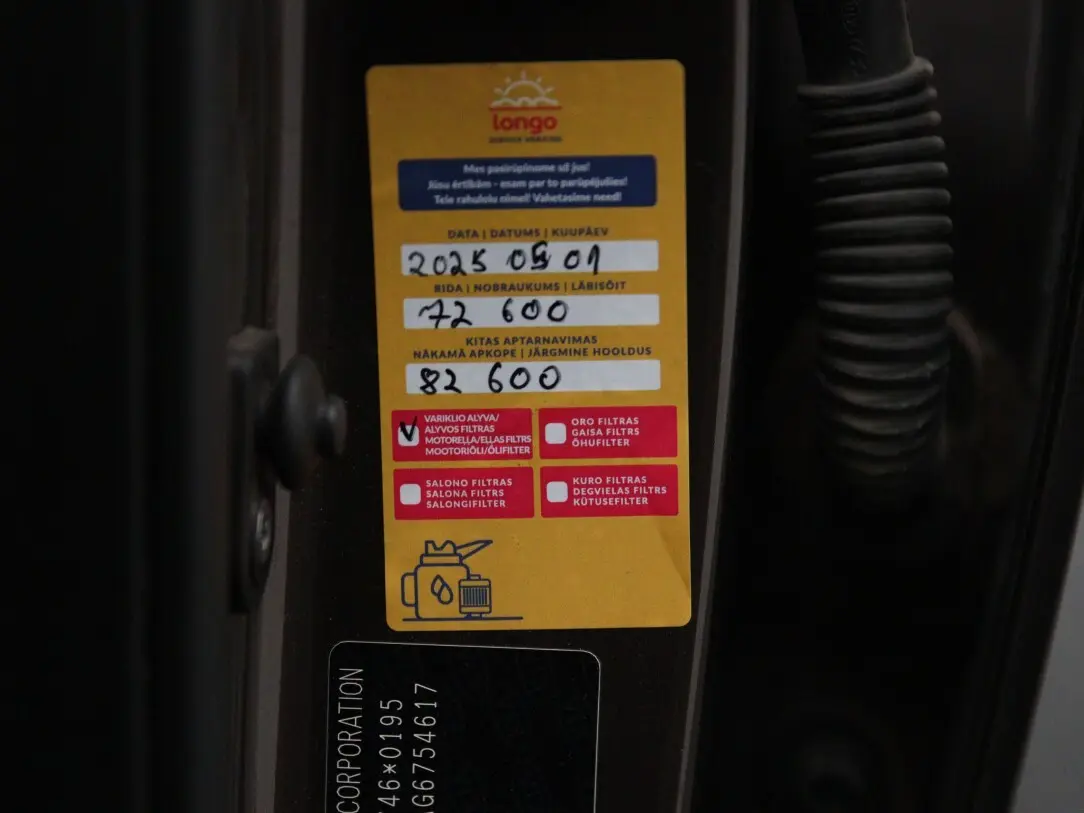 longo
Mes pasirūpinome už jus!
Jūsu ērtībām - esam par to parūpējušies!
Teie rahulolu nimel! Vahetasime need!
DATA | DATUMS | KUUPÄEV
2025 01
RIDA | NOBRAUKUMS | LÄBISÕIT
72 600
KITAS APTARNAVIMAS
NĀKAMĀ APKOPE | JÄRGMINE HOOLDUS
82 600
V
VARIKLIO ALYVA/
ALYVOS FILTRAS
MOTOREĻĻA/EĻĻAS FILTRS
MOOTORIÕLI/ÕLIFILTER
ORO FILTRAS
GAISA FILTRS
ÕHUFILTER
SALONO FILTRAS
SALONA FILTRS
SALONGIFILTER
KURO FILTRAS
DEGVIELAS FILTRS
KÜTUSEFILTER
CORPORATION
46*0195
G6754617